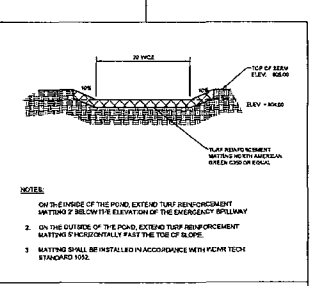 20' WIDE
10%
10%
TOP OF BERM
ELEV. 805.00
ELEV = 804.00
TURF REINFORCEMENT
MATTING NORTH AMERICAN
GREEN C350 OR EQUAL
NOTES:
ON THE INSIDE OF THE POND, EXTEND TURF REINFORCEMENT
MATTING 2' BELOW THE ELEVATION OF THE EMERGENCY SPILLWAY
2. ON THE OUTSIDE OF THE POND, EXTEND TURF REINFORCEMENT
MATTING 5' HORIZONTALLY PAST THE TOE OF SLOPE.
3 MATTING SHALL BE INSTALLED IN ACCORDANCE WITH WDNR TECH
STANDARD 1052.